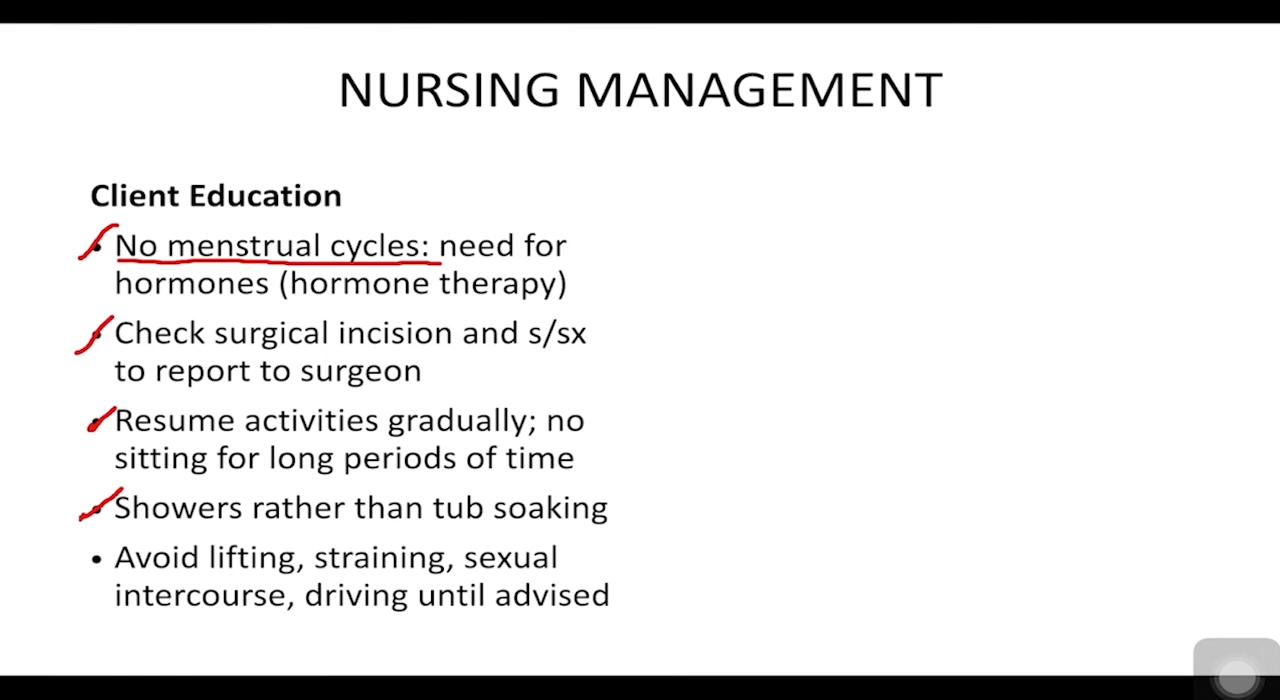 NURSING MANAGEMENT
Client Education
• No menstrual cycles: need for
hormones (hormone therapy)
• Check surgical incision and s/sx
to report to surgeon
• Resume activities gradually; no
sitting for long periods of time
• Showers rather than tub soaking
• Avoid lifting, straining, sexual
intercourse, driving until advised